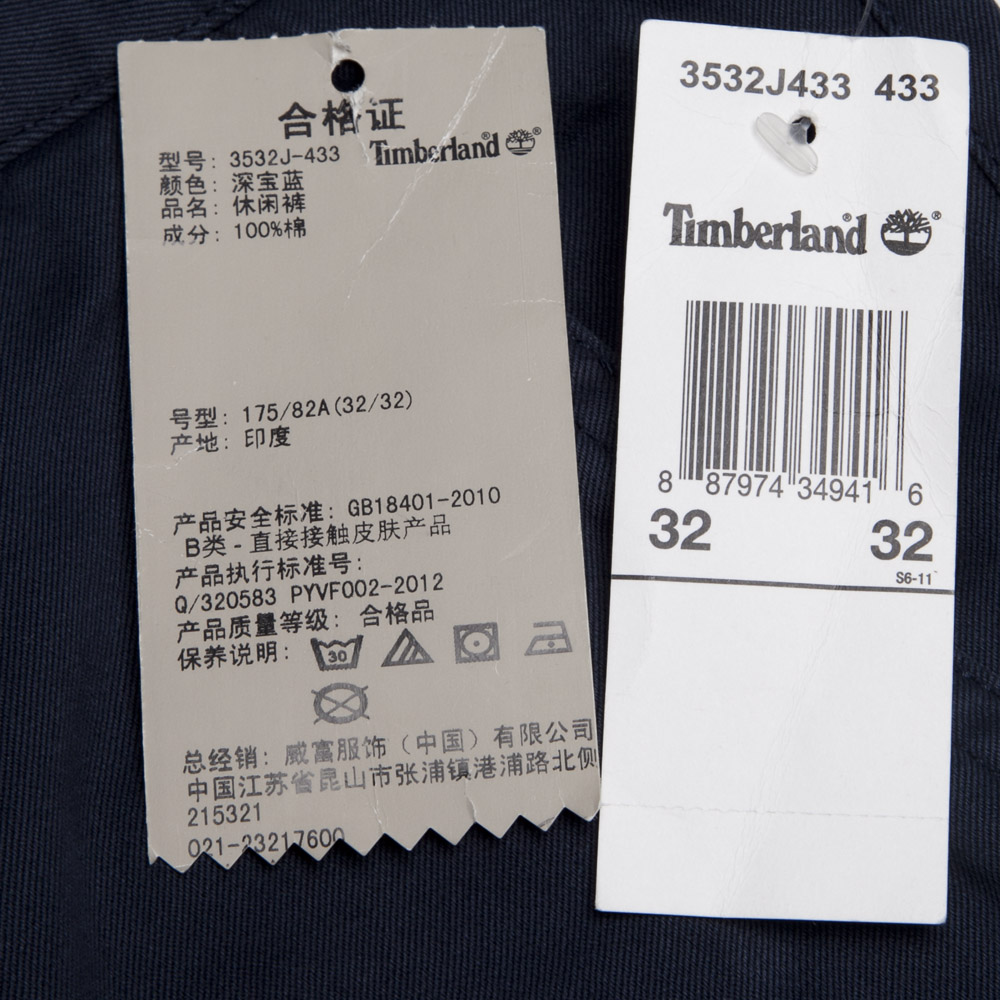 合格证
Timberland
型号: 3532J-433
颜色: 深宝蓝
品名: 休闲裤
成分: 100%棉
号型: 175/82A(32/32)
产地: 印度
产品安全标准: GB18401-2010
B类-直接接触皮肤产品
产品执行标准号:
Q/320583 PYVF002-2012
产品质量等级: 合格品
保养说明:
30
总经销: 威富服饰（中国）有限公司
中国江苏省昆山市张浦镇港浦路北侧
215321
021-23217600
3532J433 433
Timberland
8 87974 34941 6
32 32
S6-11